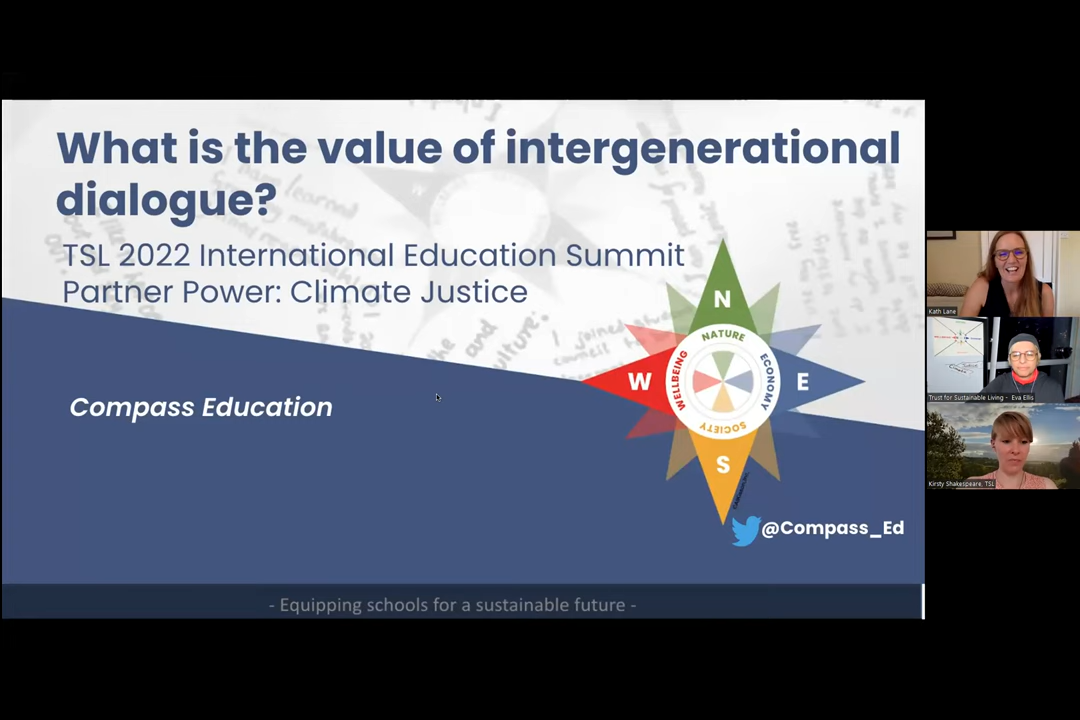 What is the value of intergenerational
dialogue?
TSL 2022 International Education Summit
Partner Power: Climate Justice
Compass Education
N
NATURE
W
WELLBEING
ECONOMY
E
SOCIETY
S
@Compass_Ed
- Equipping schools for a sustainable future -
Kath Lane
Trust for Sustainable Living - Eva Ellis
Kirsty Shakespeare, TSL